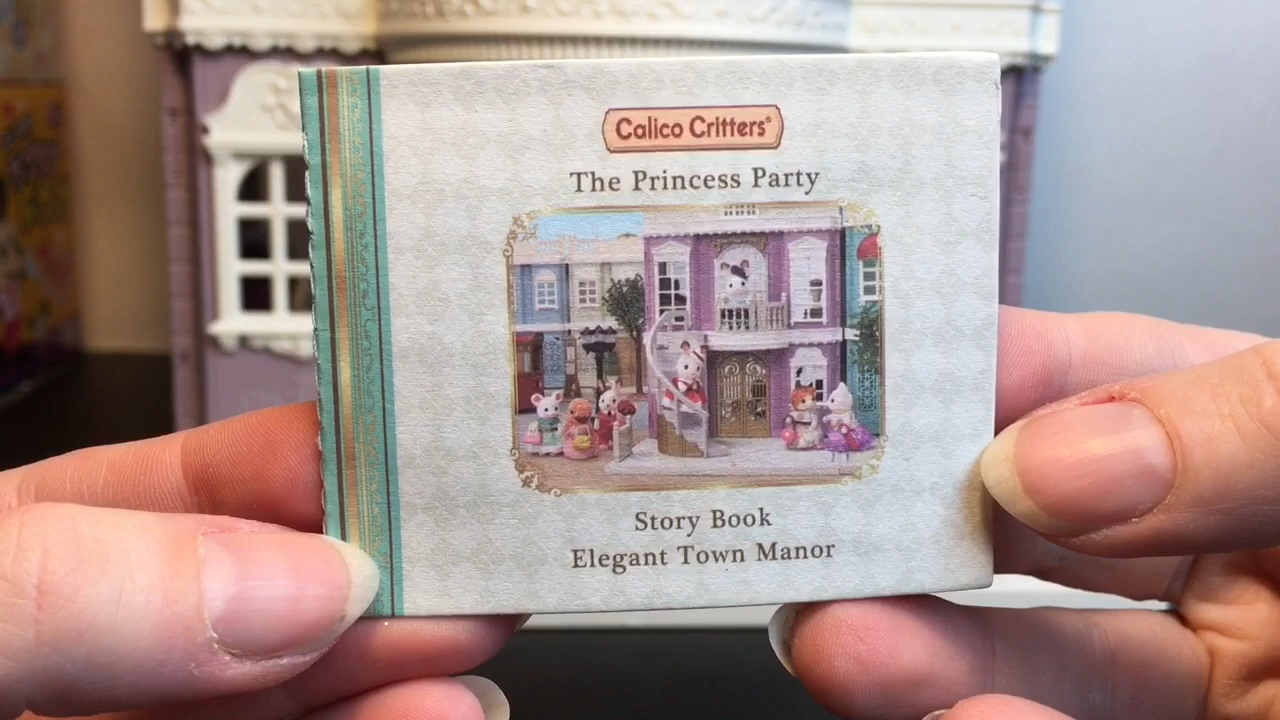 Calico Critters®
The Princess Party
Story Book
Elegant Town Manor